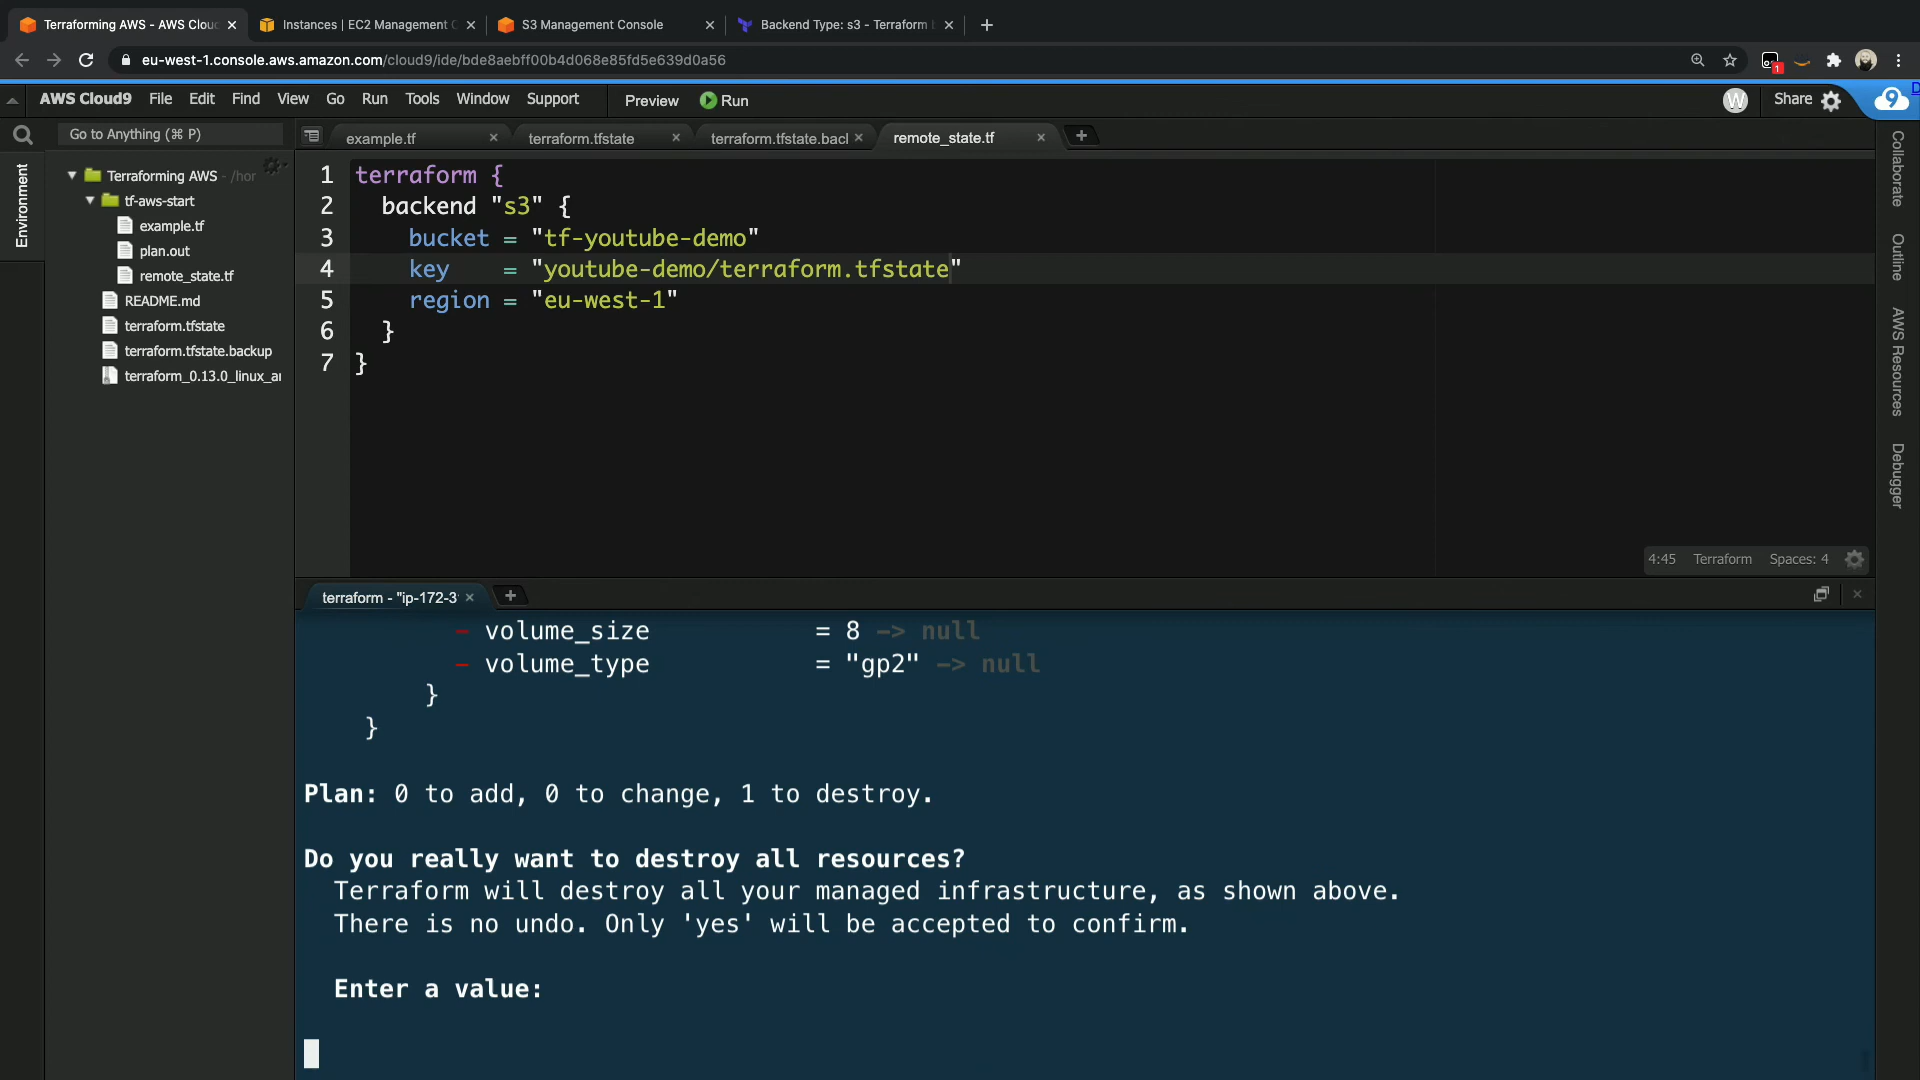 Terraforming AWS - AWS Clou
Instances | EC2 Management C
S3 Management Console
Backend Type: s3 - Terraform b
eu-west-1.console.aws.amazon.com/cloud9/ide/bde8aebff00b4d068e85fd5e639d0a56
1
AWS Cloud9 File Edit Find View Go Run Tools Window Support Preview Run W Share 9
Go to Anything (⌘ P)
example.tf
terraform.tfstate
terraform.tfstate.bacl
remote_state.tf
Environment
Terraforming AWS - /hor
tf-aws-start
example.tf
plan.out
remote_state.tf
README.md
terraform.tfstate
terraform.tfstate.backup
terraform_0.13.0_linux_ar
1 terraform {
2   backend "s3" {
3     bucket = "tf-youtube-demo"
4     key    = "youtube-demo/terraform.tfstate"
5     region = "eu-west-1"
6   }
7 }
4:45 Terraform Spaces: 4
Collaborate
Outline
AWS Resources
Debugger
terraform - "ip-172-3
- volume_size           = 8 -> null
- volume_type           = "gp2" -> null
}
}
Plan: 0 to add, 0 to change, 1 to destroy.
Do you really want to destroy all resources?
Terraform will destroy all your managed infrastructure, as shown above.
There is no undo. Only 'yes' will be accepted to confirm.
Enter a value: